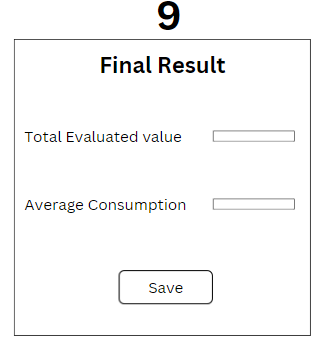 9
Final Result
Total Evaluated value
Average Consumption
Save